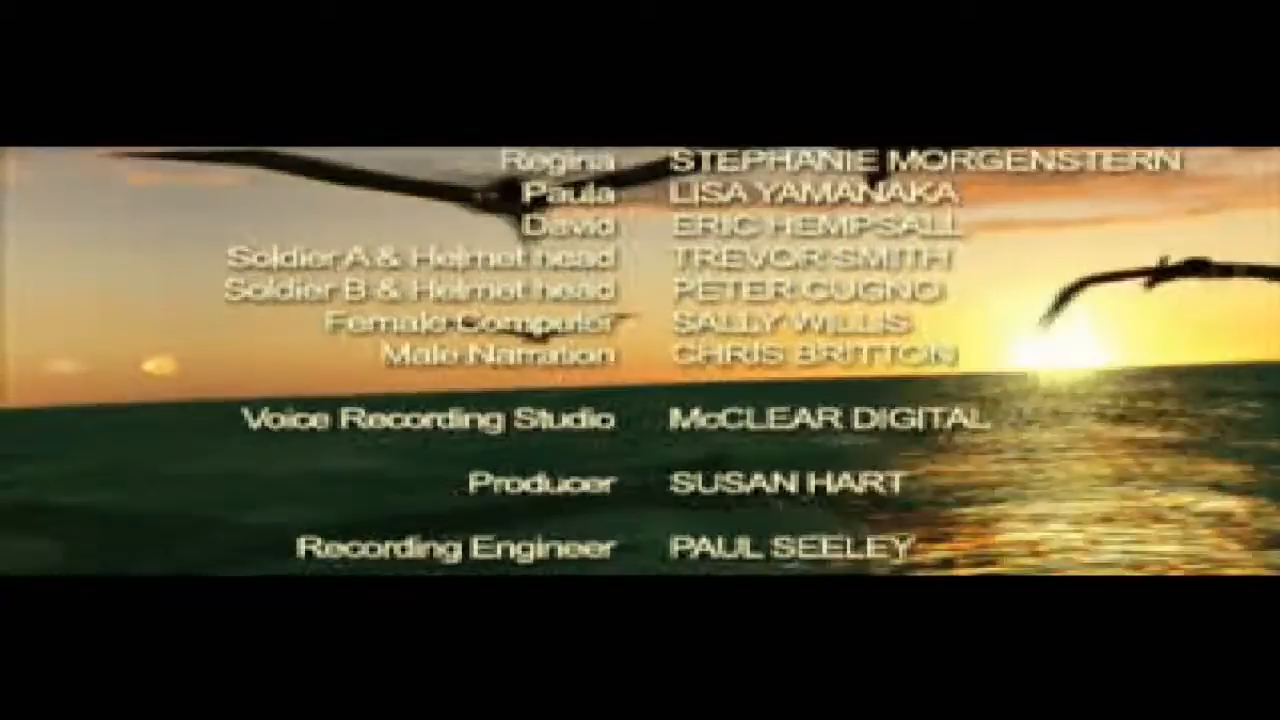 Regina STEPHANIE MORGENSTERN
Paula LISA YAMANAKA
David ERIC HEMPSALL
Soldier A & Helmet head TREVOR SMITH
Soldier B & Helmet head PETER CUGNO
Female Computer SALLY WILLIS
Male Narration CHRIS BRITTON
Voice Recording Studio McCLEAR DIGITAL
Producer SUSAN HART
Recording Engineer PAUL SEELEY